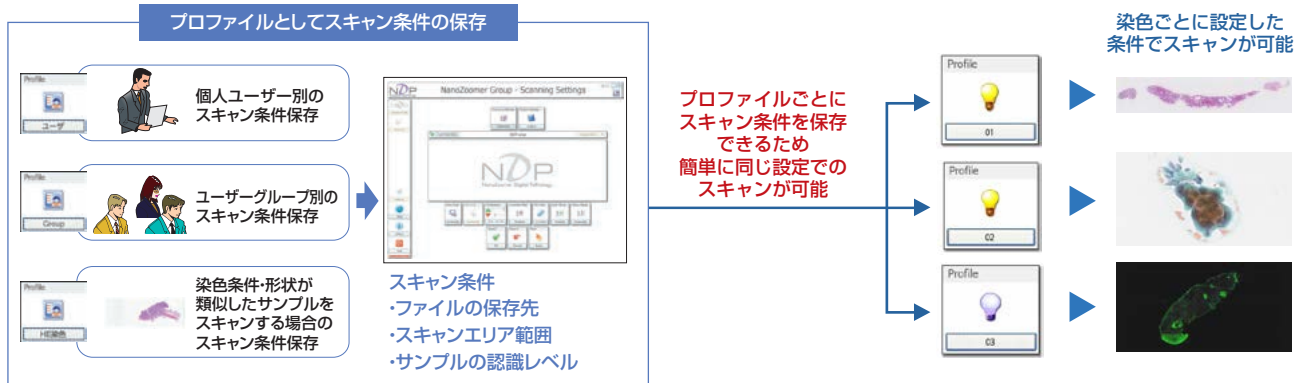 プロファイルとしてスキャン条件の保存
Profile
ユーザ
個人ユーザー別の
スキャン条件保存
Profile
Group
ユーザーグループ別の
スキャン条件保存
Profile
HE染色
染色条件・形状が
類似したサンプルを
スキャンする場合の
スキャン条件保存
NDP
NanoZoomer Group - Scanning Settings
NDP
NanoZoomer Digital Pathology
スキャン条件
・ファイルの保存先
・スキャンエリア範囲
・サンプルの認識レベル
プロファイルごとに
スキャン条件を保存
できるため
簡単に同じ設定での
スキャンが可能
Profile
01
Profile
02
Profile
03
染色ごとに設定した
条件でスキャンが可能